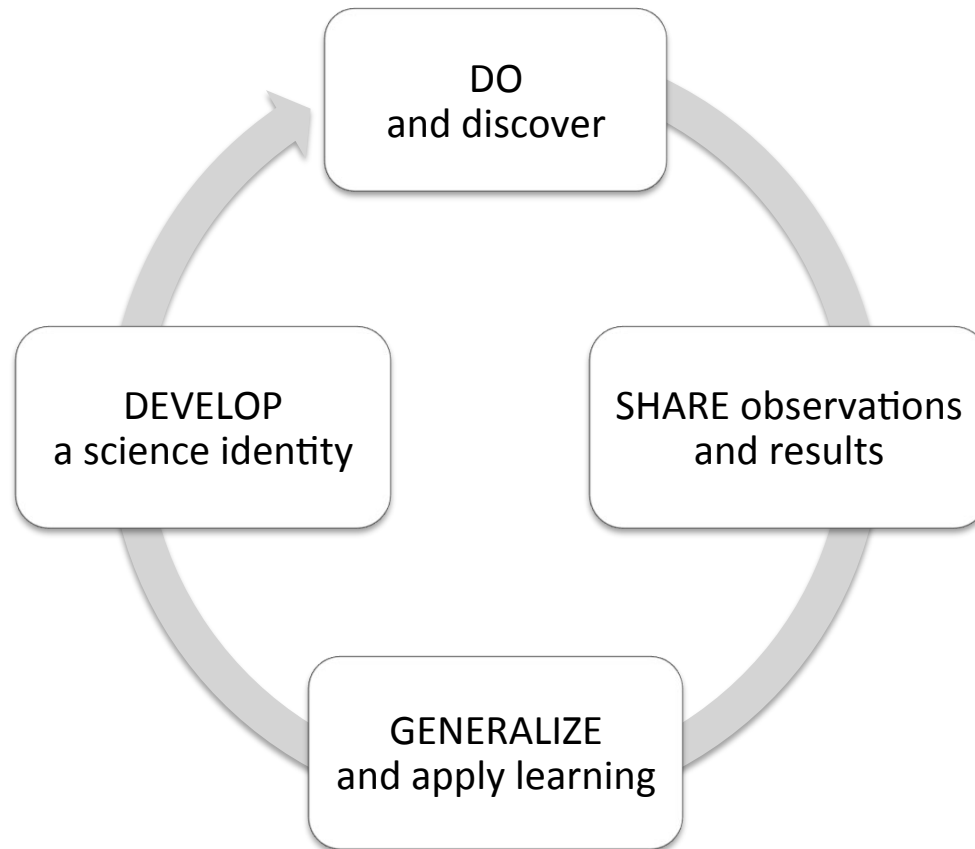 DO
and discover
SHARE observations
and results
GENERALIZE
and apply learning
DEVELOP
a science identity